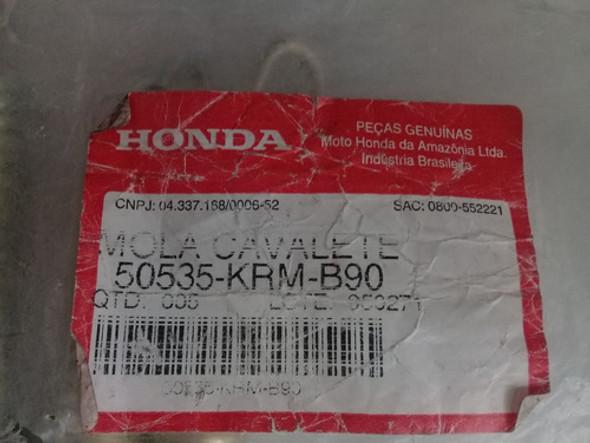 HONDA
PEÇAS GENUÍNAS
Moto Honda da Amazônia Ltda.
Indústria Brasileira
CNPJ: 04.337.168/0006-52
SAC: 0800-552221
MOLA CAVALETE
50535-KRM-B90
QTD: 005 LOTE: 050271
50535-KRM-B90